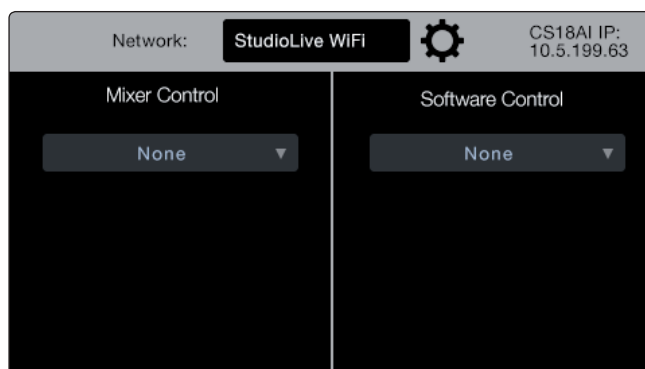 Network:
StudioLive WiFi
CS18AI IP:
10.5.199.63
Mixer Control
Software Control
None
None